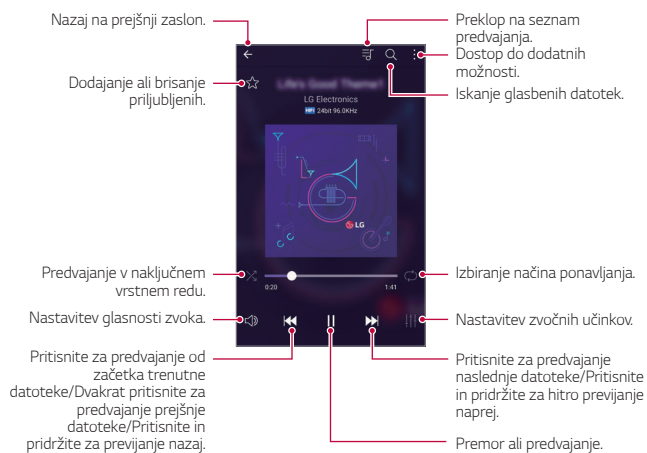 Nazaj na prejšnji zaslon.
Preklop na seznam
predvajanja.
Dostop do dodatnih
možnosti.
Dodajanje ali brisanje
priljubljenih.
Iskanje glasbenih datotek.
Life's Good Theme!
LG Electronics
HIFI 24bit 96.0KHz
LG
Predvajanje v naključnem
vrstnem redu.
Izbiranje načina ponavljanja.
0:20
1:41
Nastavitev glasnosti zvoka.
Nastavitev zvočnih učinkov.
Pritisnite za predvajanje od
začetka trenutne
datoteke/Dvakrat pritisnite za
predvajanje prejšnje
datoteke/Pritisnite in
pridržite za previjanje nazaj.
Pritisnite za predvajanje
naslednje datoteke/Pritisnite
in pridržite za hitro previjanje
naprej.
Premor ali predvajanje.